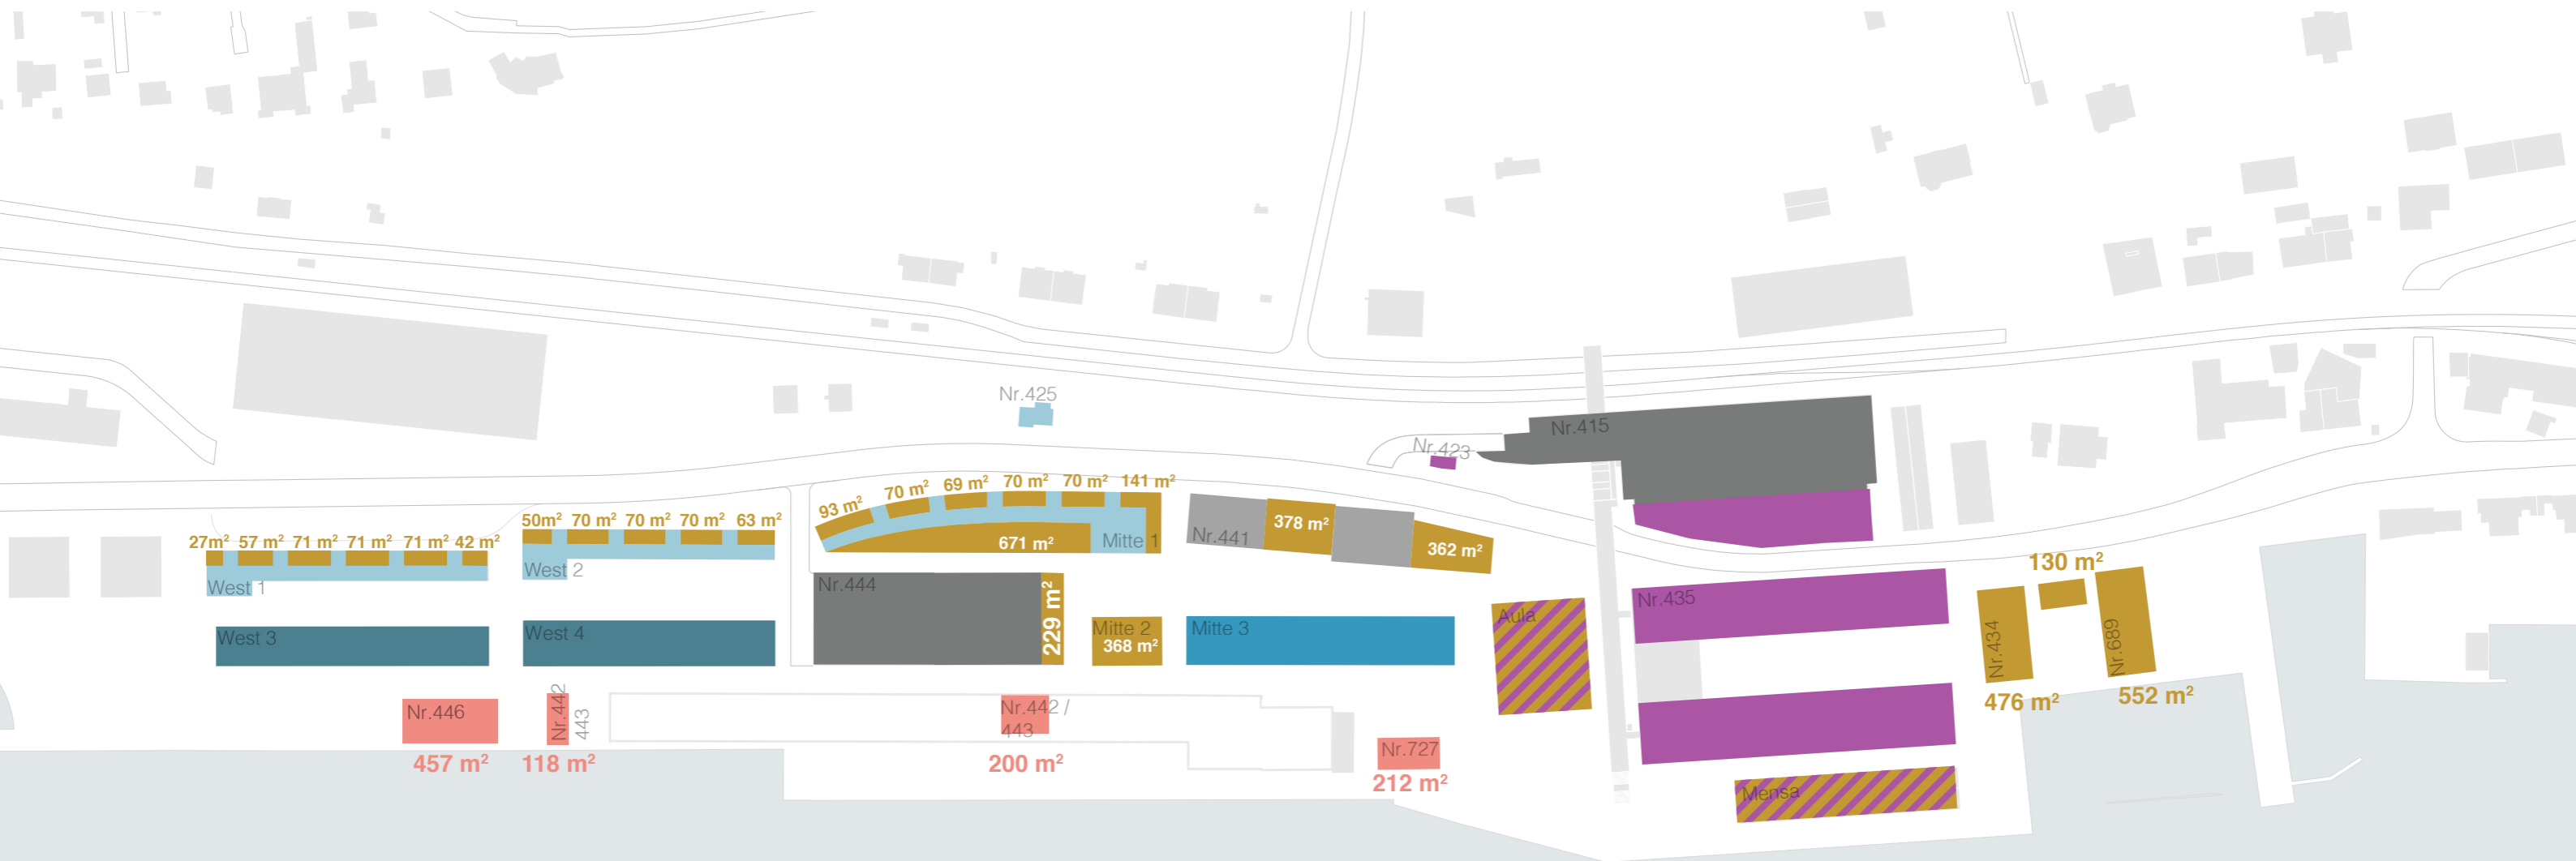 Nr.425
Nr.415
Nr.423
93 m²
70 m²
69 m²
70 m²
70 m²
141 m²
50m²
70 m²
70 m²
70 m²
63 m²
27m²
57 m²
71 m²
71 m²
71 m²
42 m²
671 m²
Mitte 1
Nr.441
378 m²
362 m²
West 1
West 2
Nr.444
229 m²
130 m²
West 3
West 4
Mitte 2
368 m²
Mitte 3
Aula
Nr.435
Nr.434
Nr.689
476 m²
552 m²
Nr.446
Nr.442
443
Nr.442 /
443
Nr.727
457 m²
118 m²
200 m²
212 m²
Mensa